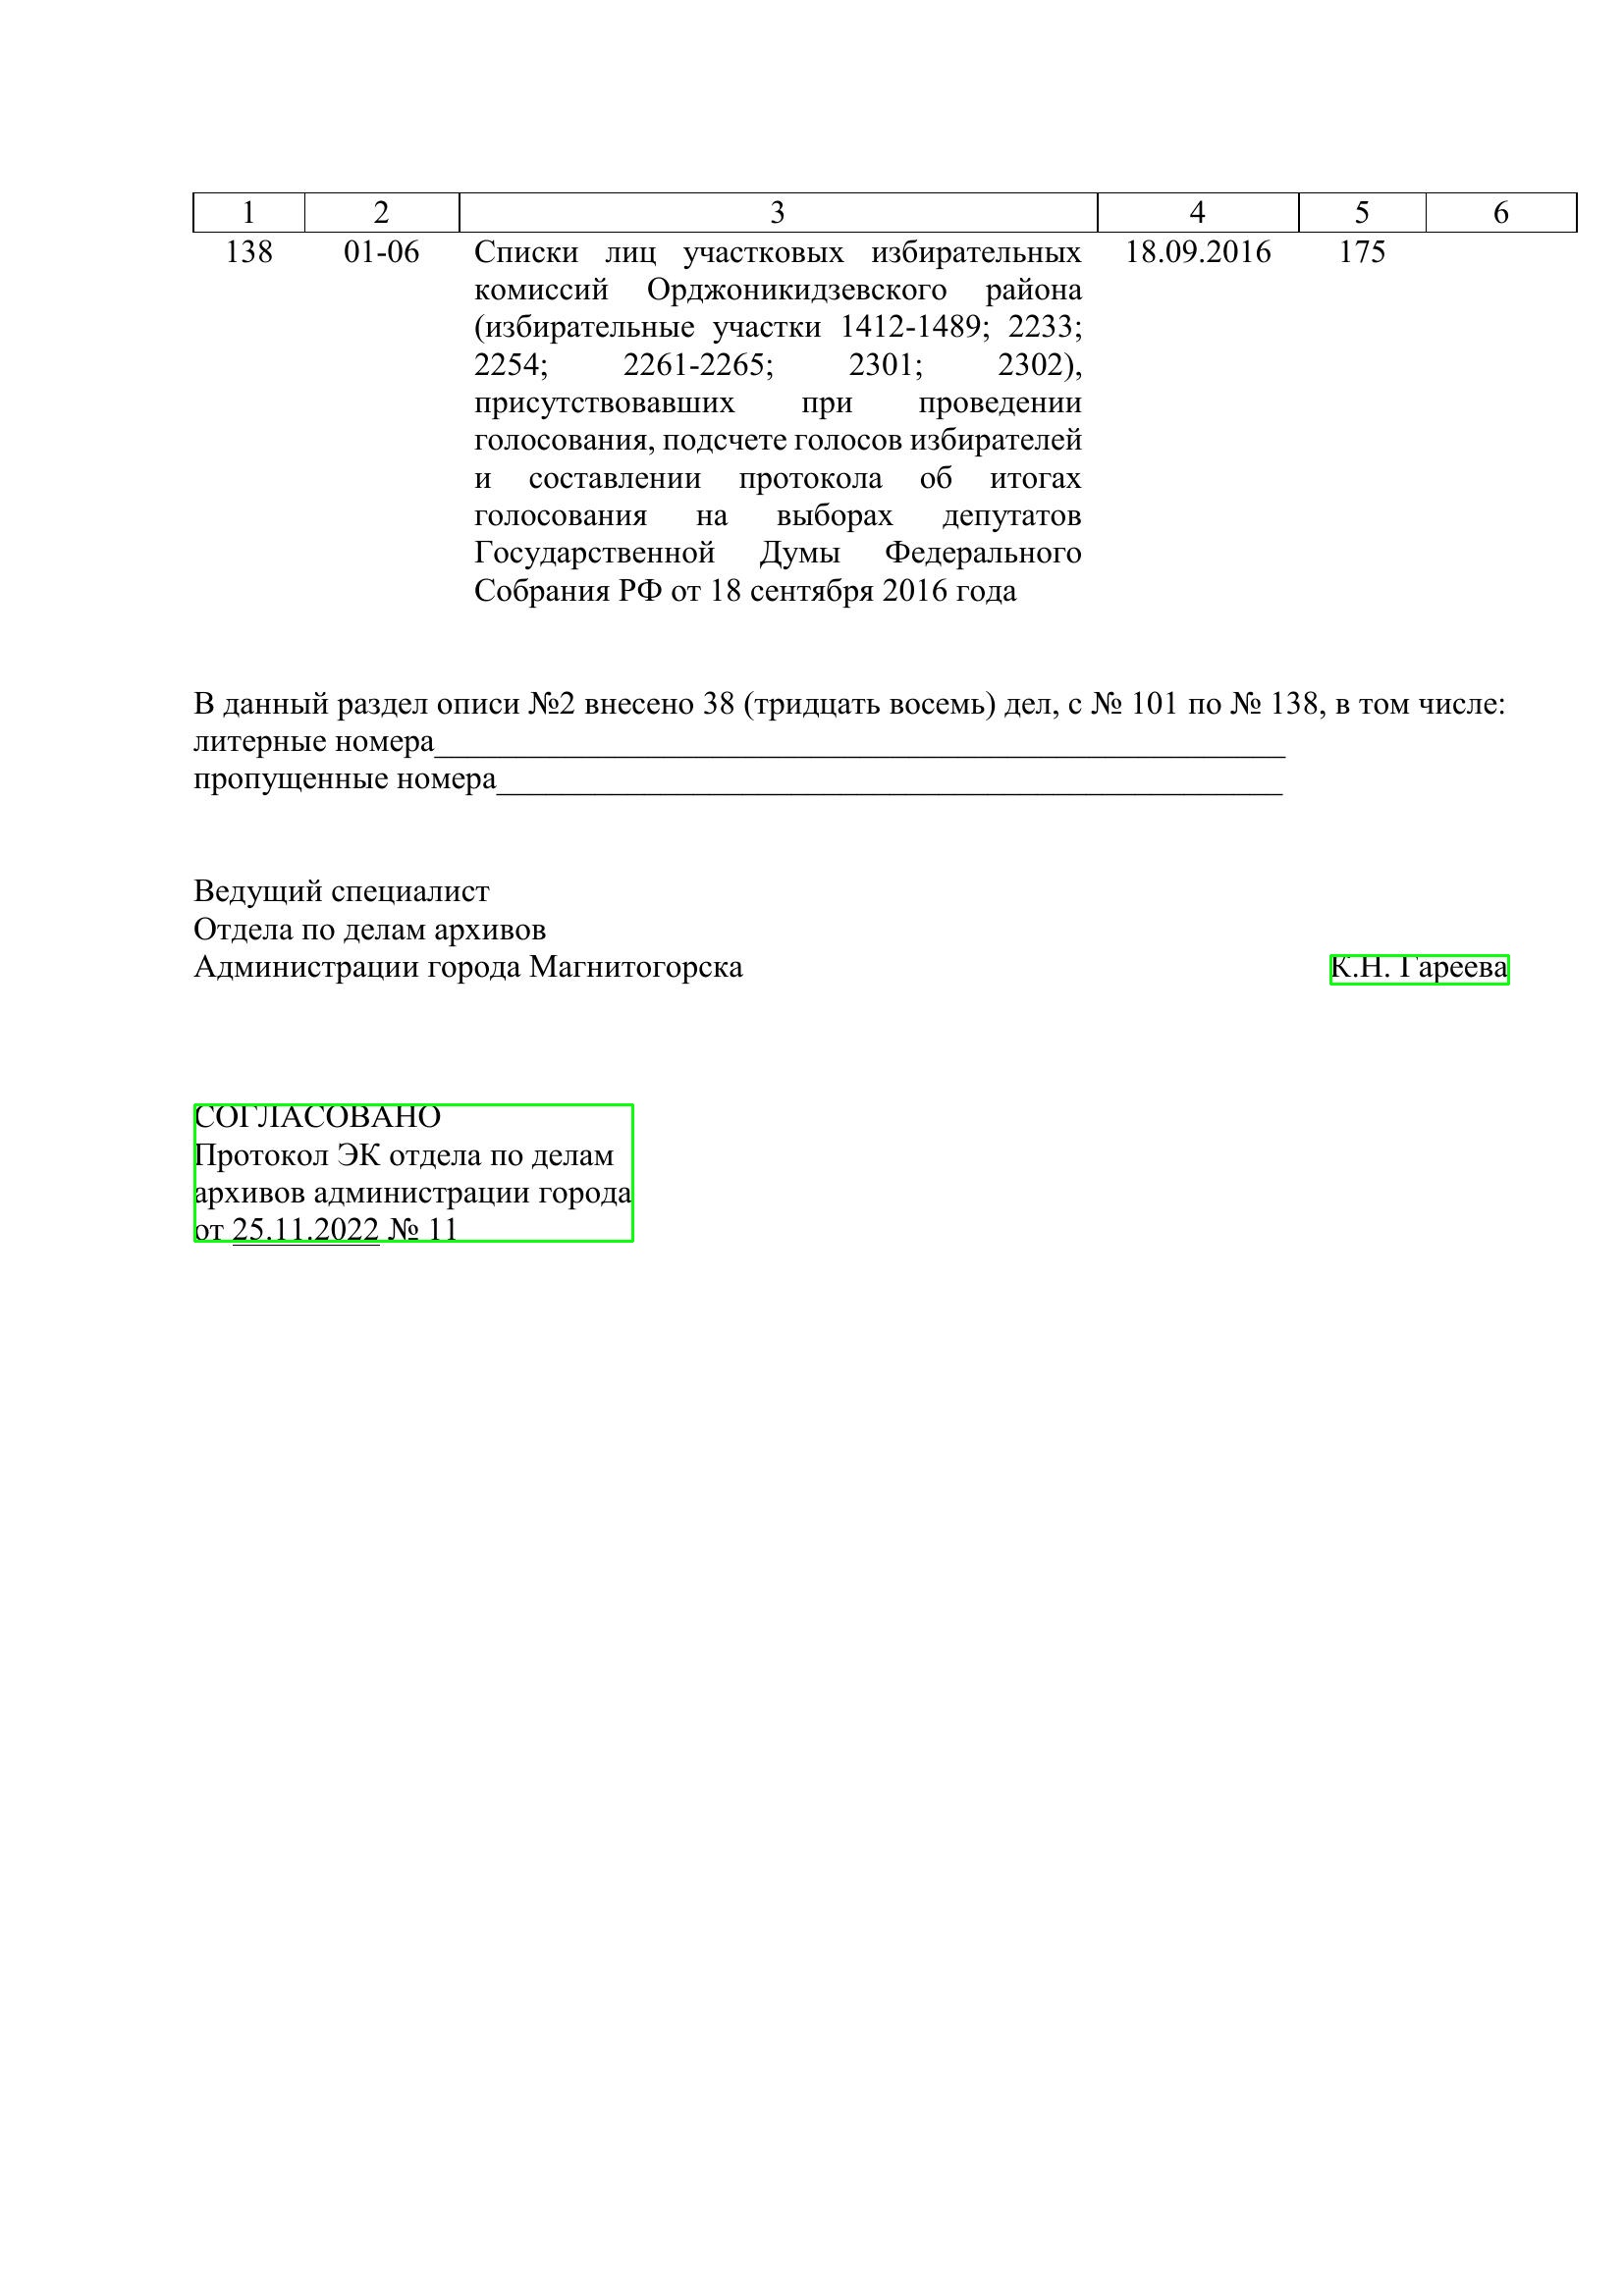 1 2 3 4 5 6
138 01-06 Списки лиц участковых избирательных 18.09.2016 175
комиссий Орджоникидзевского района
(избирательные участки 1412-1489; 2233;
2254; 2261-2265; 2301; 2302),
присутствовавших при проведении
голосования, подсчете голосов избирателей
и составлении протокола об итогах
голосования на выборах депутатов
Государственной Думы Федерального
Собрания РФ от 18 сентября 2016 года
В данный раздел описи №2 внесено 38 (тридцать восемь) дел, с № 101 по № 138, в том числе:
литерные номера
пропущенные номера
Ведущий специалист
Отдела по делам архивов
Администрации города Магнитогорска К.Н. Гареева
СОГЛАСОВАНО
Протокол ЭК отдела по делам
архивов администрации города
от 25.11.2022 № 11